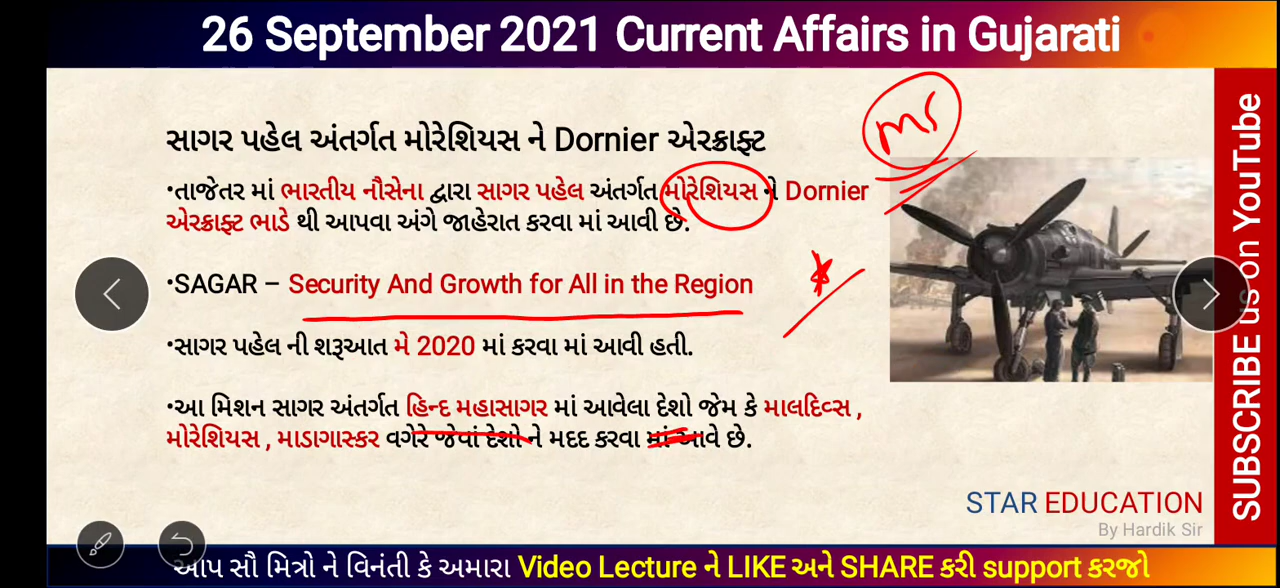 26 September 2021 Current Affairs in Gujarati
mr
સાગર પહેલ અંતર્ગત મોરેશિયસ ને Dornier એરક્રાફ્ટ
•તાજેતર માં ભારતીય નૌસેના દ્વારા સાગર પહેલ અંતર્ગત મોરેશિયસ ને Dornier
એરક્રાફ્ટ ભાડે થી આપવા અંગે જાહેરાત કરવા માં આવી છે.
•SAGAR – Security And Growth for All in the Region
•સાગર પહેલ ની શરૂઆત મે 2020 માં કરવા માં આવી હતી.
•આ મિશન સાગર અંતર્ગત હિન્દ મહાસાગર માં આવેલા દેશો જેમ કે માલદિવ્સ ,
મોરેશિયસ , માડાગાસ્કર વગેરે જેવાં દેશો ને મદદ કરવા માં આવે છે.
STAR EDUCATION
By Hardik Sir
SUBSCRIBE us on YouTube
આપ સૌ મિત્રો ને વિનંતી કે અમારા Video Lecture ને LIKE અને SHARE કરી support કરજો